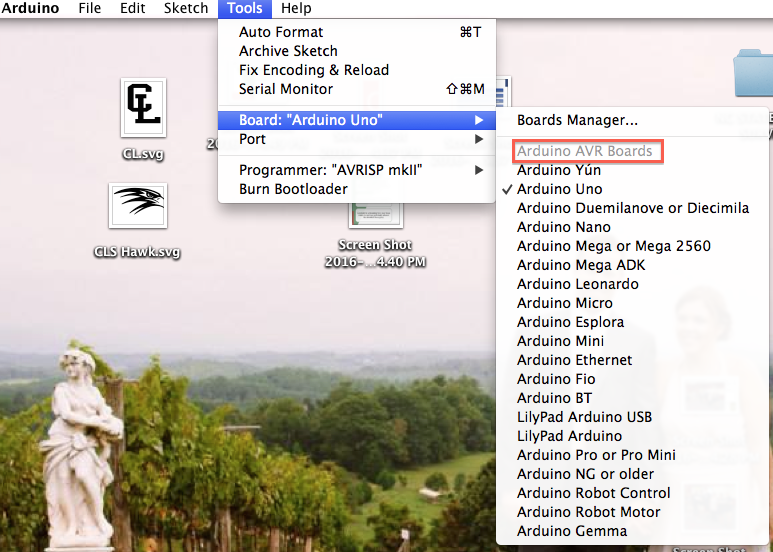 Arduino File Edit Sketch Tools Help
Auto Format ⌘T
Archive Sketch
Fix Encoding & Reload
Serial Monitor ⇧⌘M
Board: "Arduino Uno" ▶
Port ▶
Programmer: "AVRISP mkII" ▶
Burn Bootloader
Boards Manager...
Arduino AVR Boards
Arduino Yún
✓ Arduino Uno
Arduino Duemilanove or Diecimila
Arduino Nano
Arduino Mega or Mega 2560
Arduino Mega ADK
Arduino Leonardo
Arduino Micro
Arduino Esplora
Arduino Mini
Arduino Ethernet
Arduino Fio
Arduino BT
LilyPad Arduino USB
LilyPad Arduino
Arduino Pro or Pro Mini
Arduino NG or older
Arduino Robot Control
Arduino Robot Motor
Arduino Gemma
CL
CL.svg
CLS Hawk.svg
Screen Shot
2016-...4.40 PM
Screen Shot